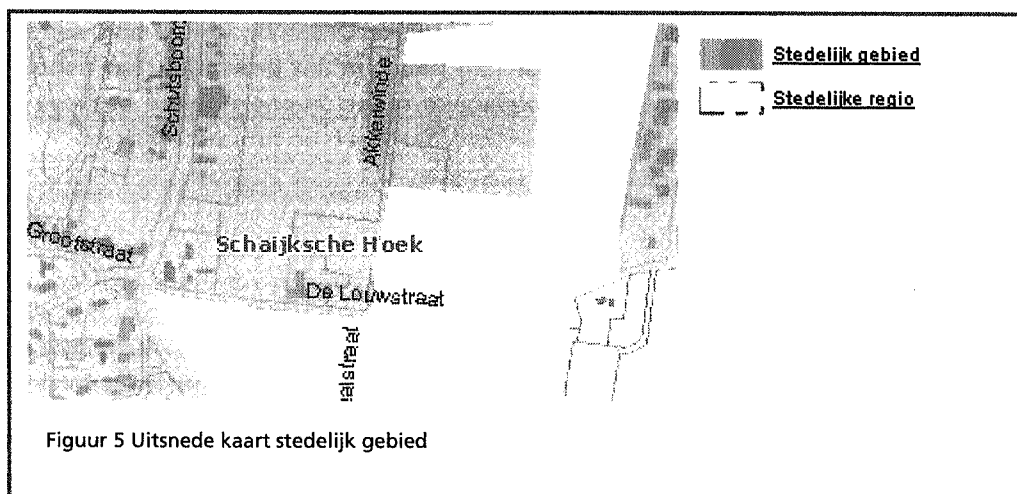 Schutsboom
Akkerwinde
Grootstraat
Schaijksche Hoek
De Louwstraat
Stedelijk gebied
Stedelijke regio
Figuur 5 Uitsnede kaart stedelijk gebied